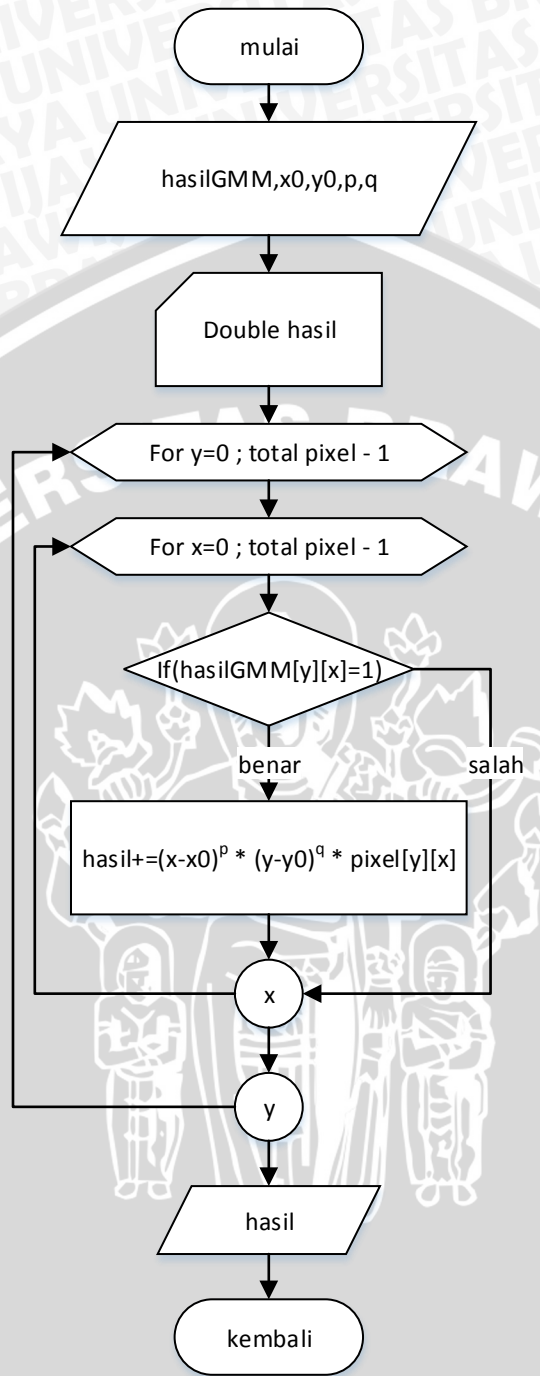 mulai
hasilGMM,x0,y0,p,q
Double hasil
For y=0 ; total pixel - 1
For x=0 ; total pixel - 1
If(hasilGMM[y][x]=1)
benar
salah
hasil+=(x-x0)^p * (y-y0)^q * pixel[y][x]
x
y
hasil
kembali